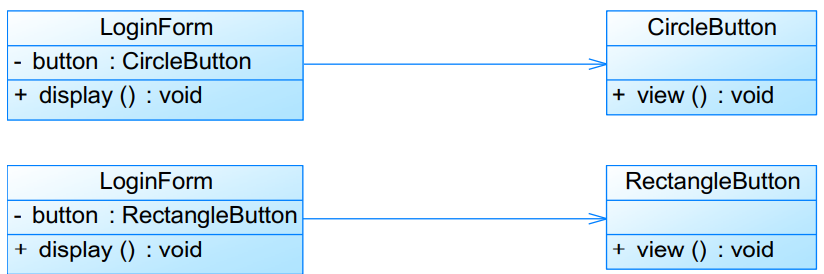 LoginForm
- button : CircleButton
+ display () : void
CircleButton
+ view () : void
LoginForm
- button : RectangleButton
+ display () : void
RectangleButton
+ view () : void